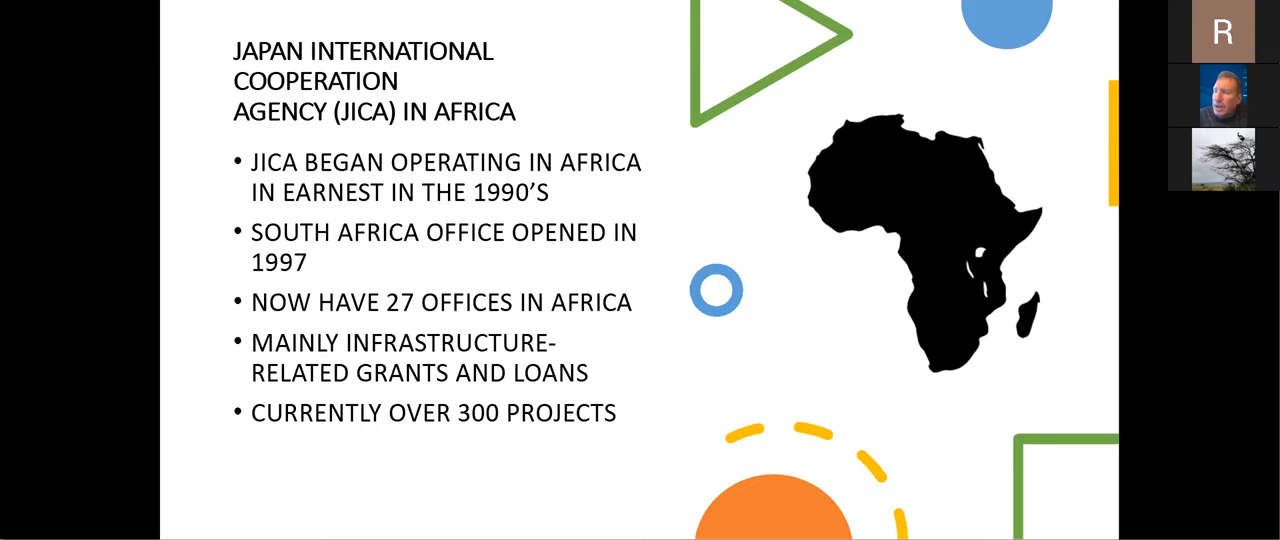 JAPAN INTERNATIONAL
COOPERATION
AGENCY (JICA) IN AFRICA
• JICA BEGAN OPERATING IN AFRICA
IN EARNEST IN THE 1990’S
• SOUTH AFRICA OFFICE OPENED IN
1997
• NOW HAVE 27 OFFICES IN AFRICA
• MAINLY INFRASTRUCTURE-
RELATED GRANTS AND LOANS
• CURRENTLY OVER 300 PROJECTS
R